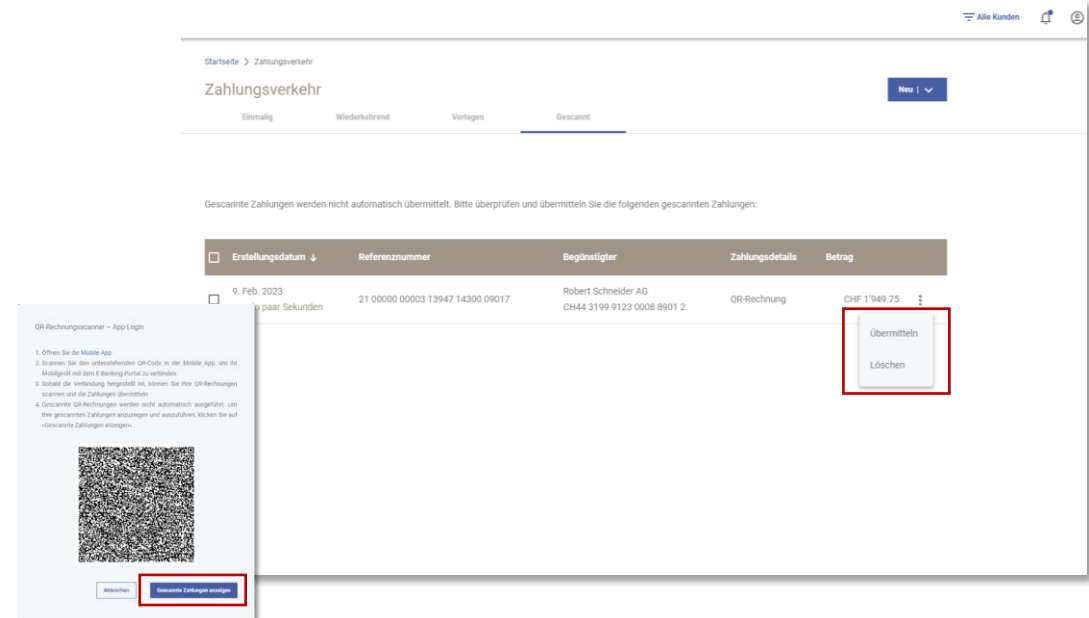 Alle Kunden
Startseite > Zahlungsverkehr
Zahlungsverkehr
Neu
Einmalig Wiederkehrend Vorlagen Gescannt
Gescannte Zahlungen werden nicht automatisch übermittelt. Bitte überprüfen und übermitteln Sie die folgenden gescannten Zahlungen:
Erstellungsdatum ↓ Referenznummer Begünstigter Zahlungsdetails Betrag
9. Feb. 2023 Robert Schneider AG
21 00000 00003 13947 14300 09017 QR-Rechnung CHF 1'949.75
paar Sekunden CH44 3199 9123 0008 8901 2
Übermitteln
Löschen
QR-Rechnungsscanner – App Login
1. Öffnen Sie die Mobile App
2. Scannen Sie den untenstehenden QR-Code in der Mobile App, um Ihr
Mobilgerät mit dem E-Banking-Portal zu verbinden
3. Sobald die Verbindung hergestellt ist, können Sie Ihre QR-Rechnungen
scannen und die Zahlungen übermitteln
4. Gescannte QR-Rechnungen werden nicht automatisch ausgeführt. Um
Ihre gescannten Zahlungen anzuzeigen und auszuführen, klicken Sie auf
«Gescannte Zahlungen anzeigen».
Abbrechen Gescannte Zahlungen anzeigen